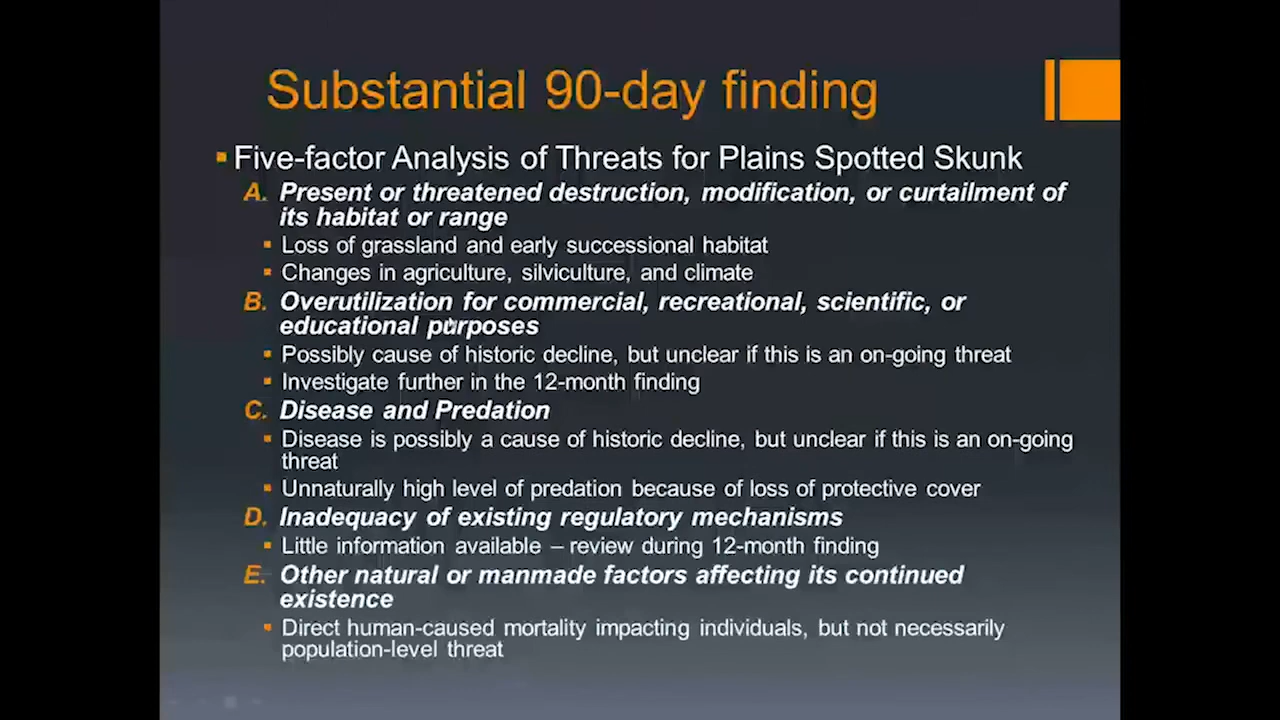 Substantial 90-day finding
Five-factor Analysis of Threats for Plains Spotted Skunk
A. Present or threatened destruction, modification, or curtailment of
its habitat or range
Loss of grassland and early successional habitat
Changes in agriculture, silviculture, and climate
B. Overutilization for commercial, recreational, scientific, or
educational purposes
Possibly cause of historic decline, but unclear if this is an on-going threat
Investigate further in the 12-month finding
C. Disease and Predation
Disease is possibly a cause of historic decline, but unclear if this is an on-going
threat
Unnaturally high level of predation because of loss of protective cover
D. Inadequacy of existing regulatory mechanisms
Little information available – review during 12-month finding
E. Other natural or manmade factors affecting its continued
existence
Direct human-caused mortality impacting individuals, but not necessarily
population-level threat